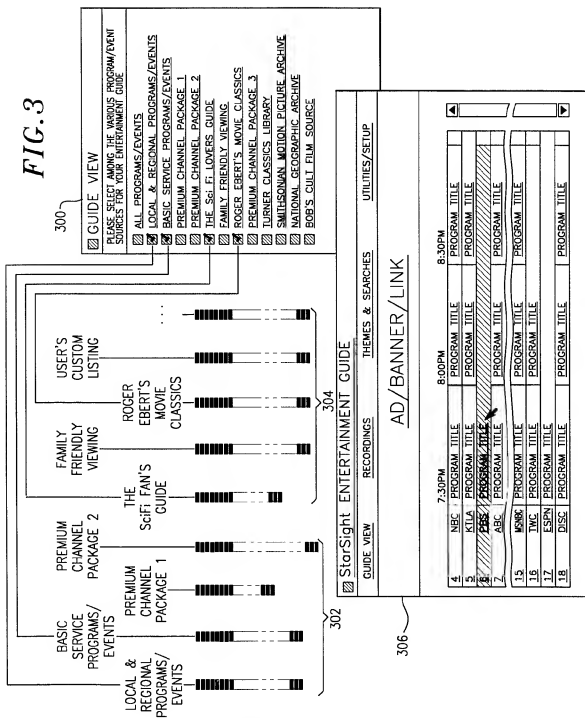 FIG.3
300
GUIDE VIEW
PLEASE SELECT AMONG THE VARIOUS PROGRAM/EVENT
SOURCES FOR YOUR ENTERTAINMENT GUIDE
ALL PROGRAMS/EVENTS
LOCAL & REGIONAL PROGRAMS/EVENTS
BASIC SERVICE PROGRAMS/EVENTS
PREMIUM CHANNEL PACKAGE 1
PREMIUM CHANNEL PACKAGE 2
THE Sci Fi LOVERS GUIDE
FAMILY FRIENDLY VIEWING
ROGER EBERT'S MOVIE CLASSICS
PREMIUM CHANNEL PACKAGE 3
TURNER CLASSICS LIBRARY
SMITHSONIAN MOTION PICTURE ARCHIVE
NATIONAL GEOGRAPHIC ARCHIVE
BOB'S CULT FILM SOURCE
LOCAL &
REGIONAL
PROGRAMS/
EVENTS
BASIC
SERVICE
PROGRAMS/
EVENTS
PREMIUM
CHANNEL
PACKAGE 1
PREMIUM
CHANNEL
PACKAGE 2
302
THE
SciFi FAN'S
GUIDE
FAMILY
FRIENDLY
VIEWING
ROGER
EBERT'S
MOVIE
CLASSICS
USER'S
CUSTOM
LISTING
...
304
306
StarSight ENTERTAINMENT GUIDE
GUIDE VIEW RECORDINGS THEMES & SEARCHES UTILITIES/SETUP
AD/BANNER/LINK
7:30PM 8:00PM 8:30PM
4 NBC PROGRAM TITLE PROGRAM TITLE PROGRAM TITLE
5 KTLA PROGRAM TITLE PROGRAM TITLE PROGRAM TITLE
6 PBS PROGRAM TITLE
7 ABC PROGRAM TITLE PROGRAM TITLE PROGRAM TITLE
15 MSNBC PROGRAM TITLE PROGRAM TITLE PROGRAM TITLE
16 TWC PROGRAM TITLE PROGRAM TITLE
17 ESPN PROGRAM TITLE
18 DISC PROGRAM TITLE PROGRAM TITLE PROGRAM TITLE